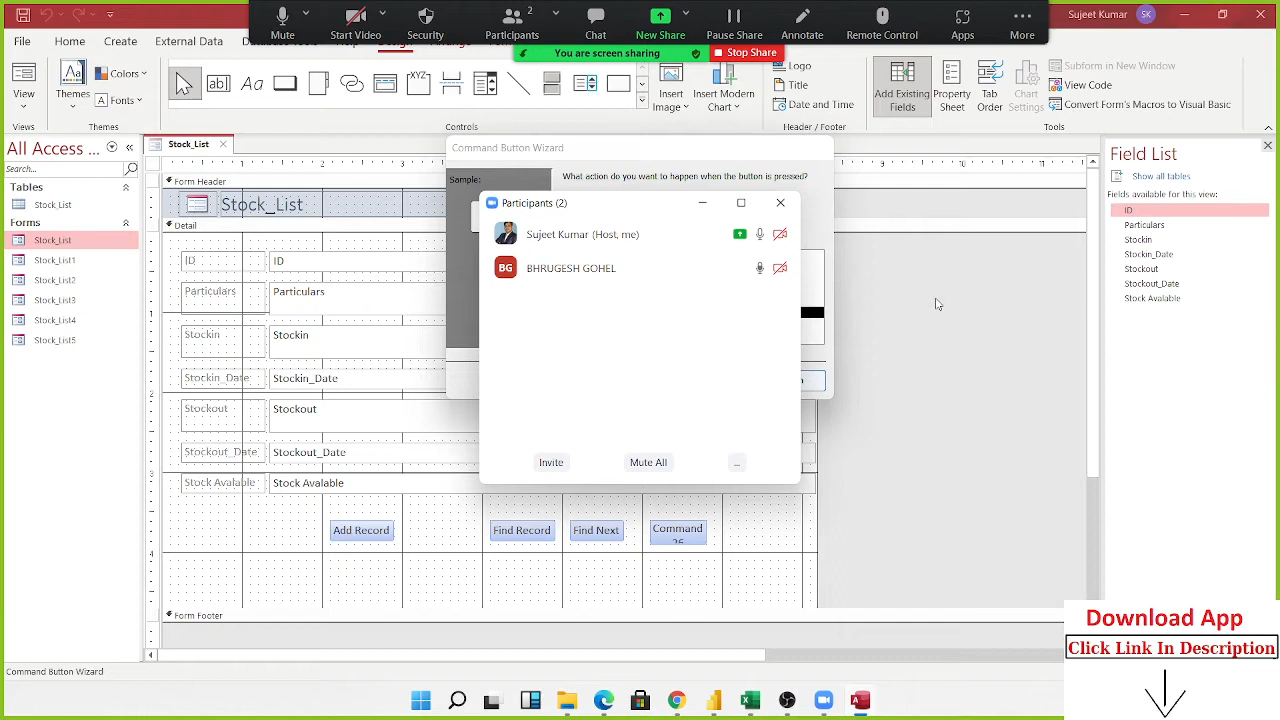 Mute
Start Video
Security
Participants
2
Chat
New Share
Pause Share
Annotate
Remote Control
Apps
More
Sujeet Kumar
SK
You are screen sharing
Stop Share
File
Home
Create
External Data
Help
View
Views
Themes
Colors
Fonts
Themes
ab|
Aa
XYZ
Controls
Insert
Image
Insert Modern
Chart
Logo
Title
Date and Time
Header / Footer
Add Existing
Fields
Property
Sheet
Tab
Order
Chart
Settings
Subform in New Window
View Code
Convert Form's Macros to Visual Basic
Tools
All Access ...
Search...
Tables
Stock_List
Forms
Stock_List
Stock_List1
Stock_List2
Stock_List3
Stock_List4
Stock_List5
Stock_List
Form Header
Stock_List
Detail
ID
ID
Particulars
Particulars
Stockin
Stockin
Stockin_Date
Stockin_Date
Stockout
Stockout
Stockout_Date
Stockout_Date
Stock Avalable
Stock Avalable
Add Record
Find Record
Find Next
Command
26
Form Footer
Command Button Wizard
Sample:
What action do you want to happen when the button is pressed?
Participants (2)
Sujeet Kumar (Host, me)
BG
BHRUGESH GOHEL
Invite
Mute All
...
Field List
Show all tables
Fields available for this view:
ID
Particulars
Stockin
Stockin_Date
Stockout
Stockout_Date
Stock Avalable
Command Button Wizard
Download App
Click Link In Description